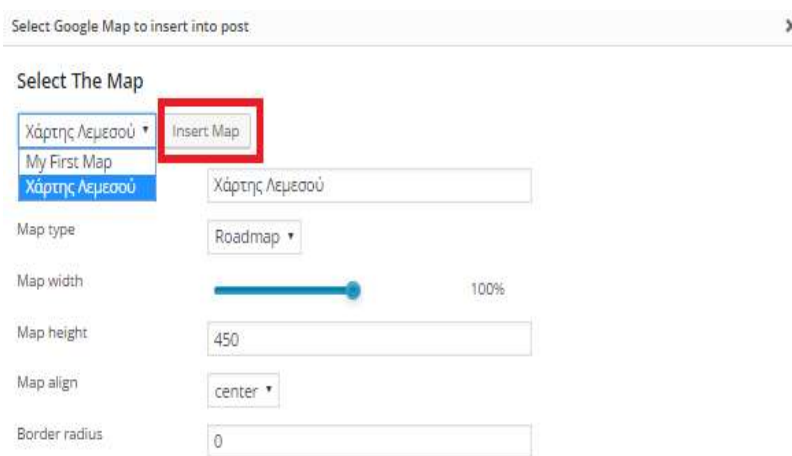 Select Google Map to insert into post
Select The Map
Χάρτης Λεμεσού Insert Map
My First Map
Χάρτης Λεμεσού Χάρτης Λεμεσού
Map type Roadmap
Map width 100%
Map height 450
Map align center
Border radius 0